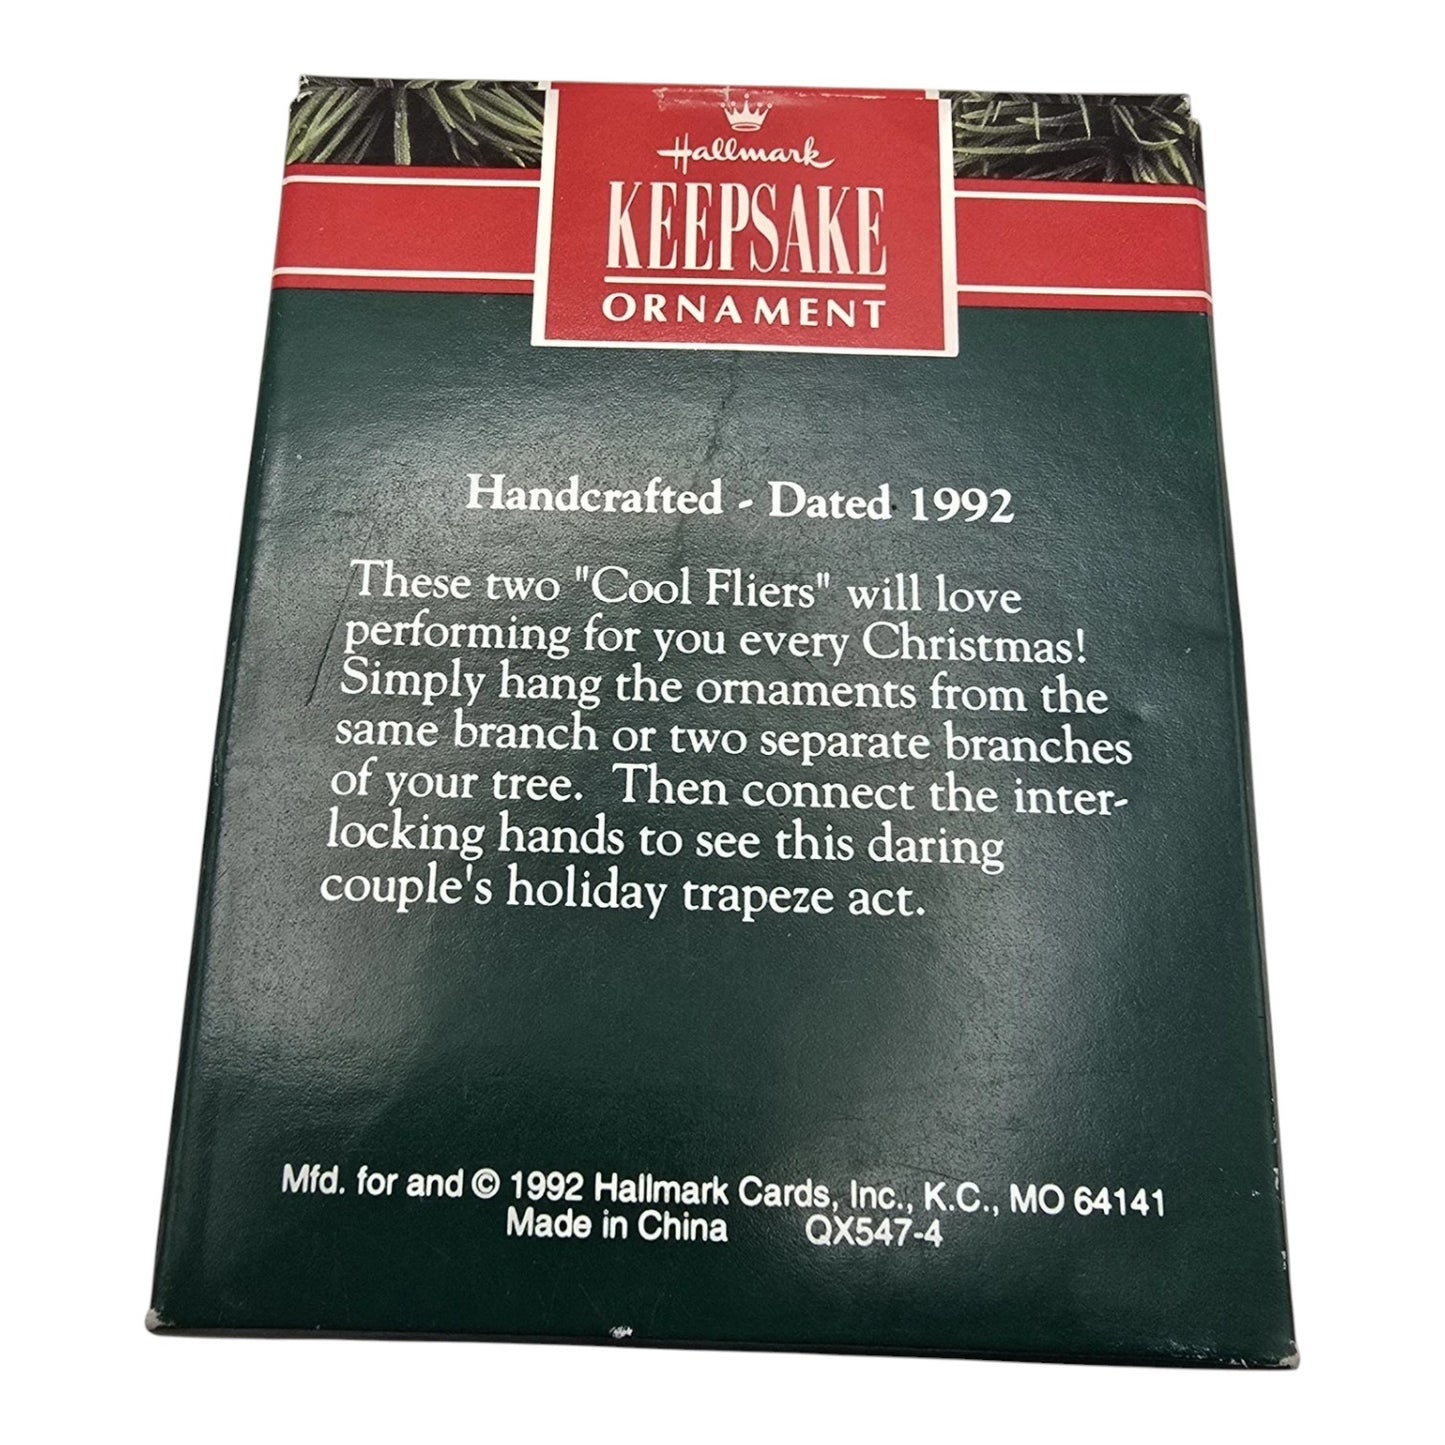 Hallmark
KEEPSAKE
ORNAMENT
Handcrafted - Dated 1992
These two "Cool Fliers" will love
performing for you every Christmas!
Simply hang the ornaments from the
same branch or two separate branches
of your tree. Then connect the inter-
locking hands to see this daring
couple's holiday trapeze act.
Mfd. for and © 1992 Hallmark Cards, Inc., K.C., MO 64141
Made in China QX547-4